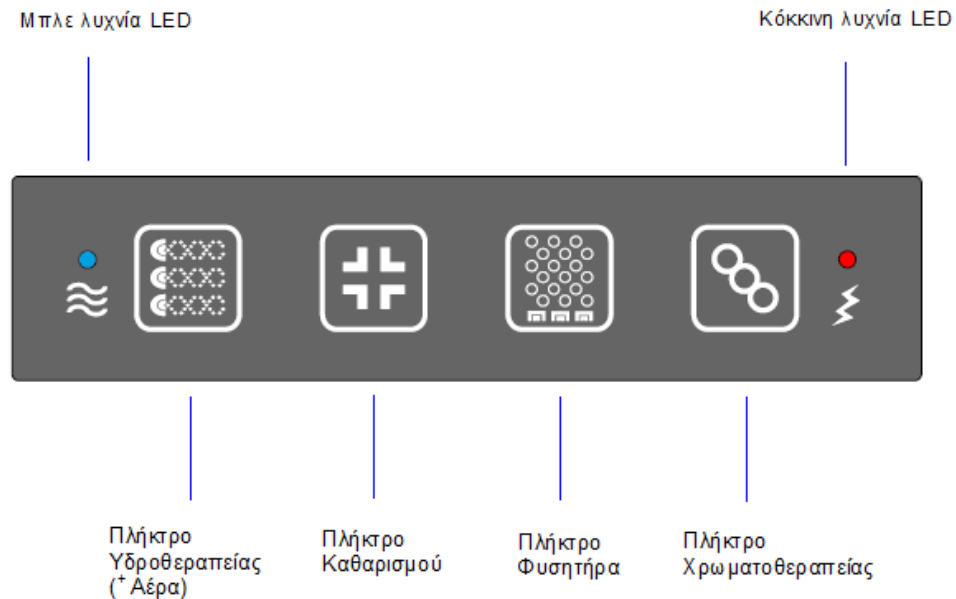 Μπλε λυχνία LED
Κόκκινη λυχνία LED
Πλήκτρο
Υδροθεραπείας
(+ Αέρα)
Πλήκτρο
Καθαρισμού
Πλήκτρο
Φυσητήρα
Πλήκτρο
Χρωματοθεραπείας